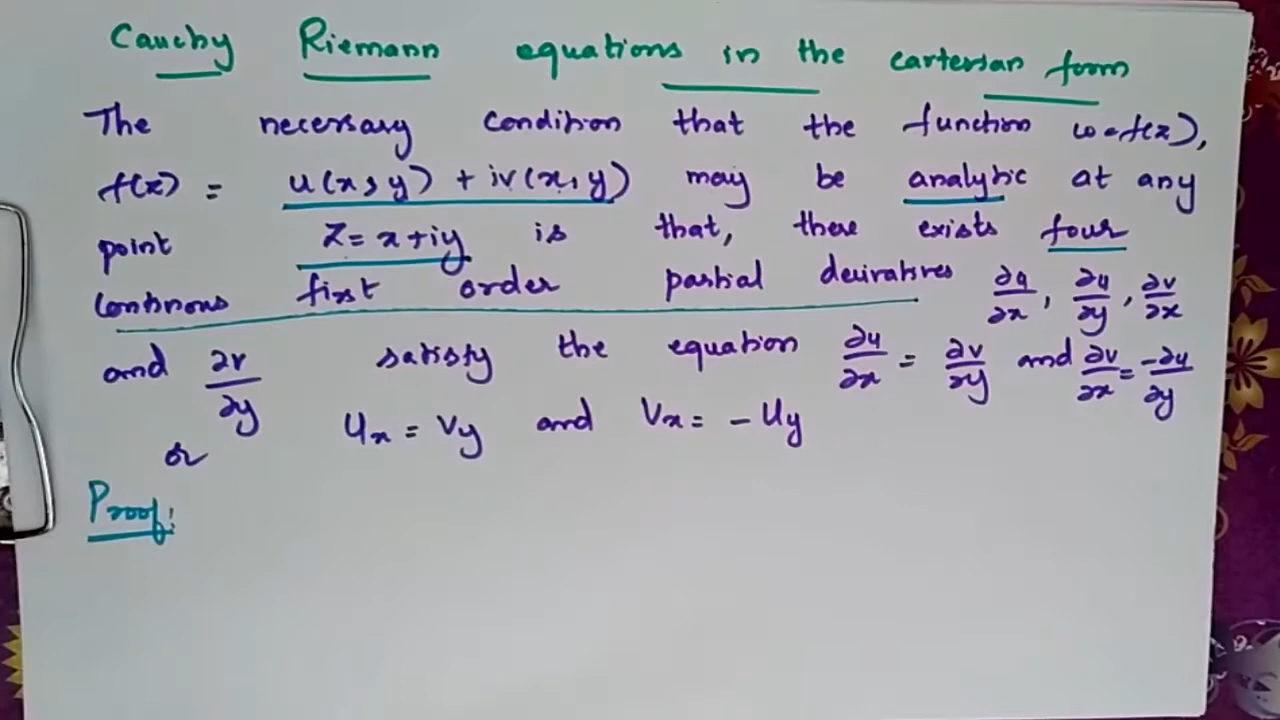 Cauchy Riemann equations in the cartesian form
The necessary condition that the function w=f(z),
f(z) = u(x,y) + iv(x,y) may be analytic at any
point z=x+iy is that, there exists four
continous first order partial deiratives ∂u/∂x, ∂u/∂y, ∂v/∂x
and ∂v/∂y satisfy the equation ∂u/∂x = ∂v/∂y and ∂v/∂x = -∂u/∂y
or ux = vy and vx = - uy
Proof: